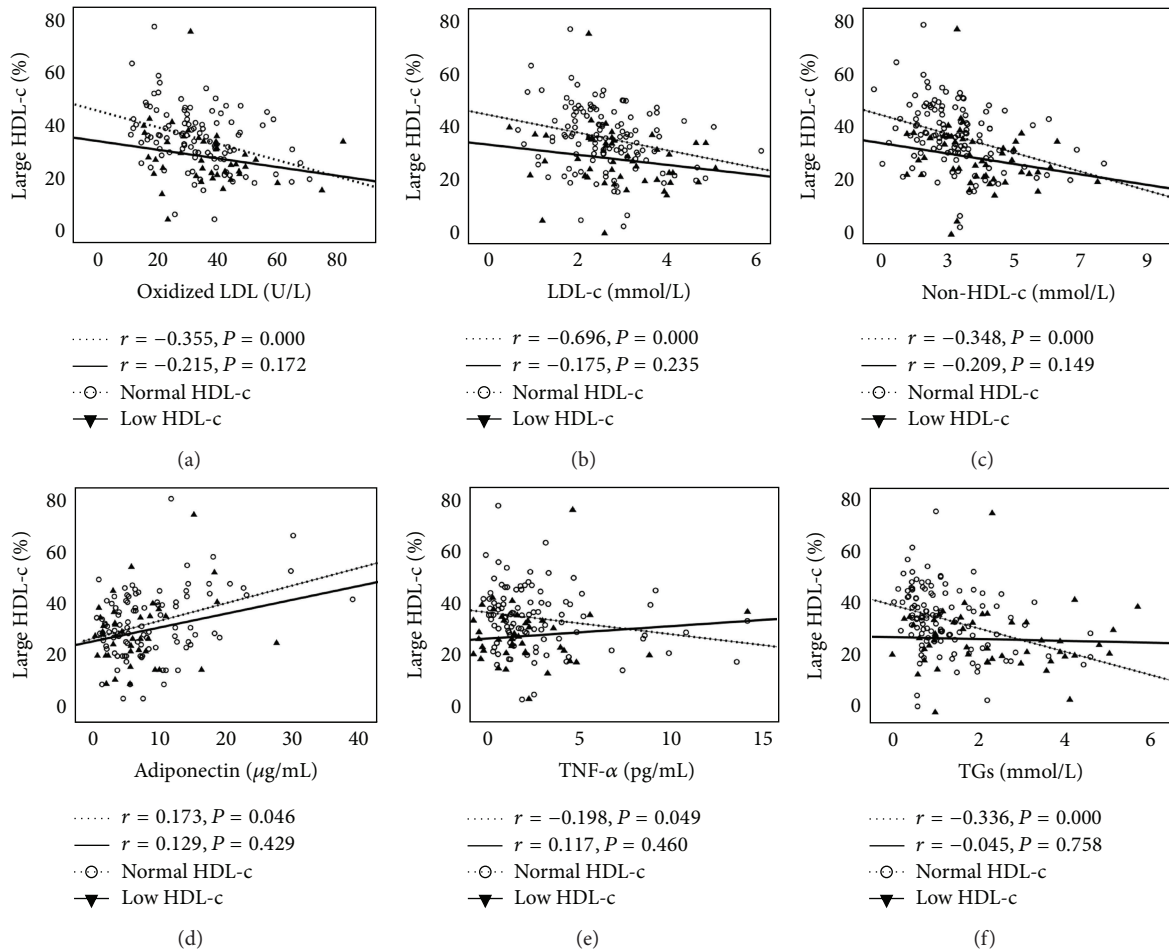 80
60
40
20
0
Large HDL-c (%)
0 20 40 60 80
Oxidized LDL (U/L)
r = −0.355, P = 0.000
r = −0.215, P = 0.172
Normal HDL-c
Low HDL-c
(a)
80
60
40
20
0
Large HDL-c (%)
0 2 4 6
LDL-c (mmol/L)
r = −0.696, P = 0.000
r = −0.175, P = 0.235
Normal HDL-c
Low HDL-c
(b)
80
60
40
20
0
Large HDL-c (%)
0 3 5 7 9
Non-HDL-c (mmol/L)
r = −0.348, P = 0.000
r = −0.209, P = 0.149
Normal HDL-c
Low HDL-c
(c)
80
60
40
20
0
Large HDL-c (%)
0 10 20 30 40
Adiponectin (μg/mL)
r = 0.173, P = 0.046
r = 0.129, P = 0.429
Normal HDL-c
Low HDL-c
(d)
80
60
40
20
0
Large HDL-c (%)
0 5 10 15
TNF-α (pg/mL)
r = −0.198, P = 0.049
r = 0.117, P = 0.460
Normal HDL-c
Low HDL-c
(e)
80
60
40
20
0
Large HDL-c (%)
0 2 4 6
TGs (mmol/L)
r = −0.336, P = 0.000
r = −0.045, P = 0.758
Normal HDL-c
Low HDL-c
(f)